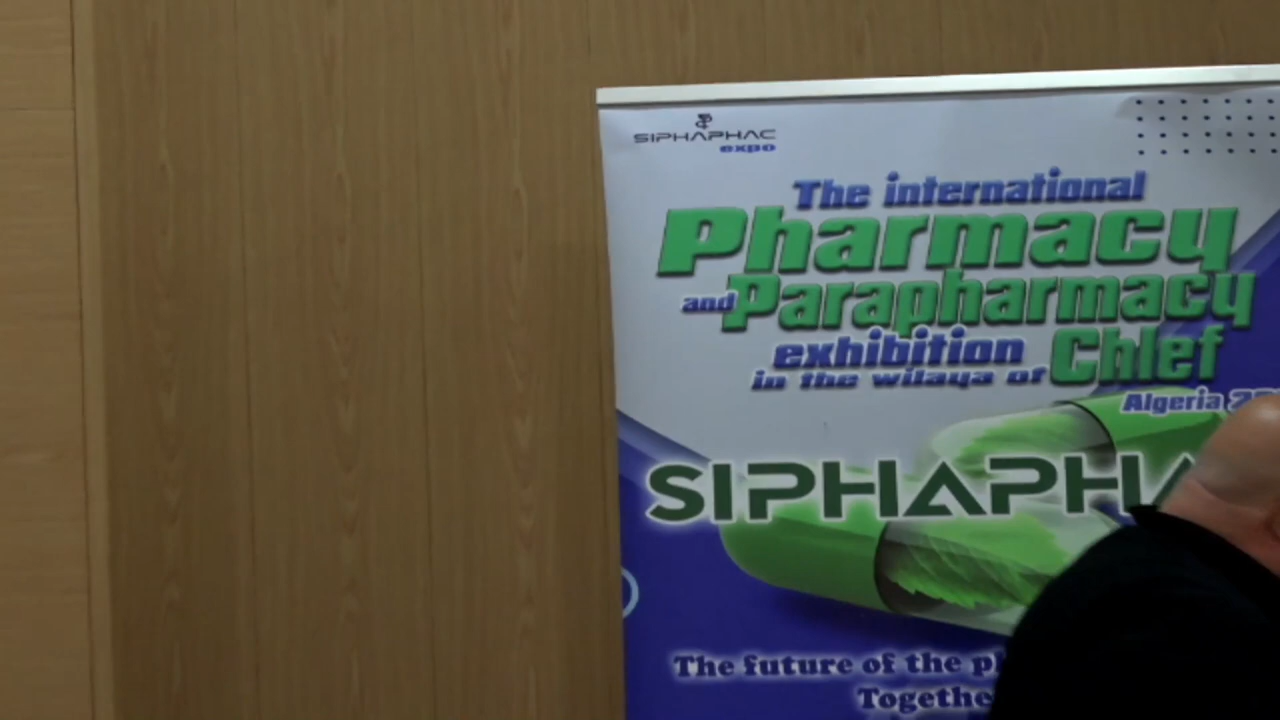 SIPHAPHAC
expo
The international
Pharmacy
and Parapharmacy
exhibition
in the wilaya of Chlef
Algeria
SIPHAPHA
The future of the
Togethe